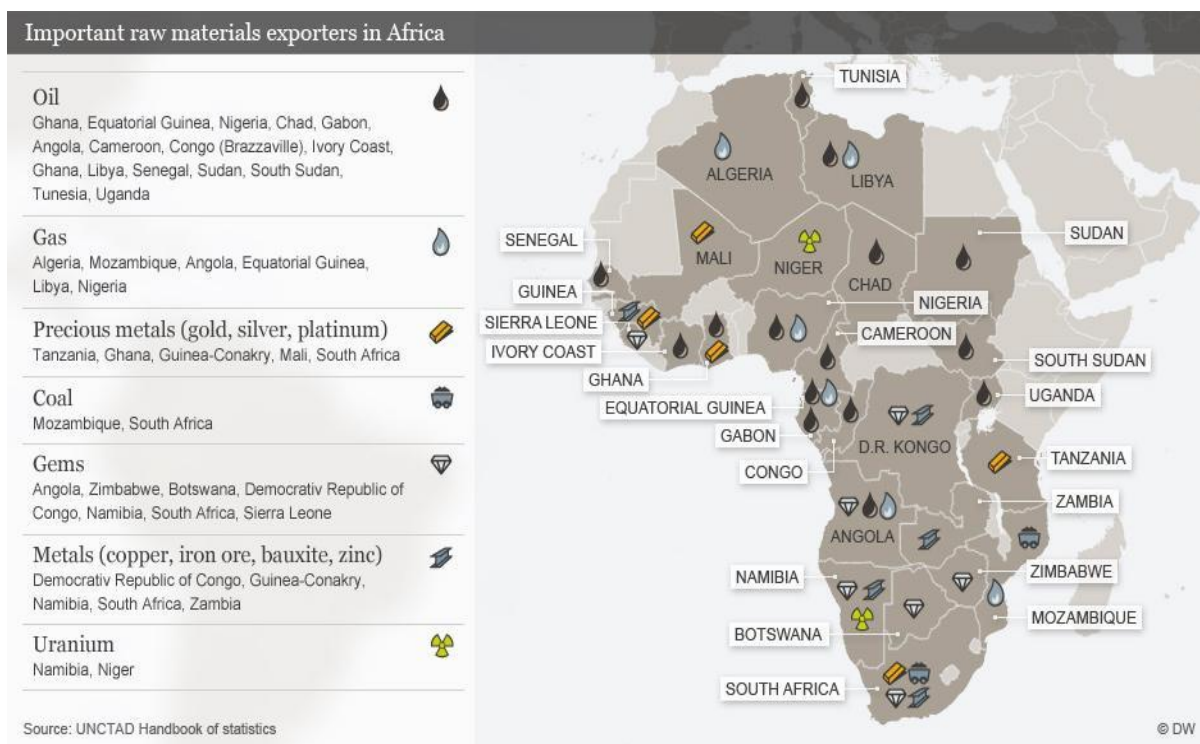 Important raw materials exporters in Africa
Oil
Ghana, Equatorial Guinea, Nigeria, Chad, Gabon,
Angola, Cameroon, Congo (Brazzaville), Ivory Coast,
Ghana, Libya, Senegal, Sudan, South Sudan,
Tunesia, Uganda
Gas
Algeria, Mozambique, Angola, Equatorial Guinea,
Libya, Nigeria
Precious metals (gold, silver, platinum)
Tanzania, Ghana, Guinea-Conakry, Mali, South Africa
Coal
Mozambique, South Africa
Gems
Angola, Zimbabwe, Botswana, Democrativ Republic of
Congo, Namibia, South Africa, Sierra Leone
Metals (copper, iron ore, bauxite, zinc)
Democrativ Republic of Congo, Guinea-Conakry,
Namibia, South Africa, Zambia
Uranium
Namibia, Niger
Source: UNCTAD Handbook of statistics
TUNISIA
ALGERIA
LIBYA
SENEGAL
MALI
NIGER
CHAD
SUDAN
GUINEA
NIGERIA
SIERRA LEONE
CAMEROON
IVORY COAST
SOUTH SUDAN
GHANA
UGANDA
EQUATORIAL GUINEA
GABON
D.R. KONGO
CONGO
TANZANIA
ZAMBIA
ANGOLA
NAMIBIA
ZIMBABWE
MOZAMBIQUE
BOTSWANA
SOUTH AFRICA
© DW